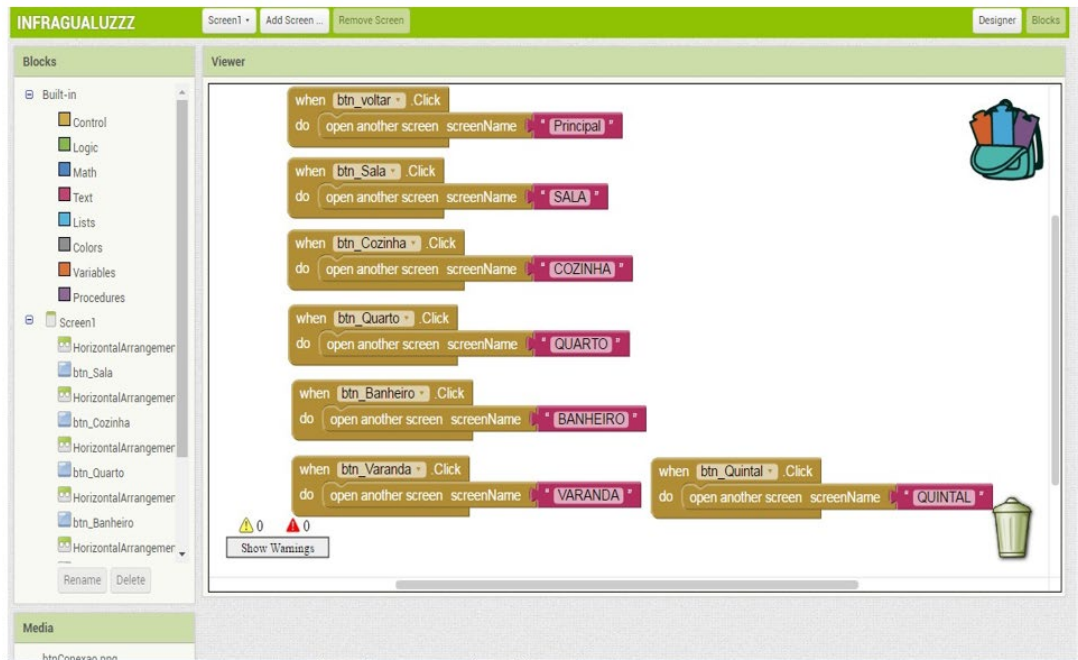 INFRAGUALUZZZ
Screen1
Add Screen ...
Remove Screen
Designer
Blocks
Blocks
Built-in
Control
Logic
Math
Text
Lists
Colors
Variables
Procedures
Screen1
HorizontalArrangemer
btn_Sala
HorizontalArrangemer
btn_Cozinha
HorizontalArrangemer
btn_Quarto
HorizontalArrangemer
btn_Banheiro
HorizontalArrangemer
Rename Delete
Media
btnConexao.png
Viewer
when btn_voltar .Click
do open another screen screenName " Principal "
when btn_Sala .Click
do open another screen screenName " SALA "
when btn_Cozinha .Click
do open another screen screenName " COZINHA "
when btn_Quarto .Click
do open another screen screenName " QUARTO "
when btn_Banheiro .Click
do open another screen screenName " BANHEIRO "
when btn_Varanda .Click
do open another screen screenName " VARANDA "
when btn_Quintal .Click
do open another screen screenName " QUINTAL "
0 0
Show Warnings